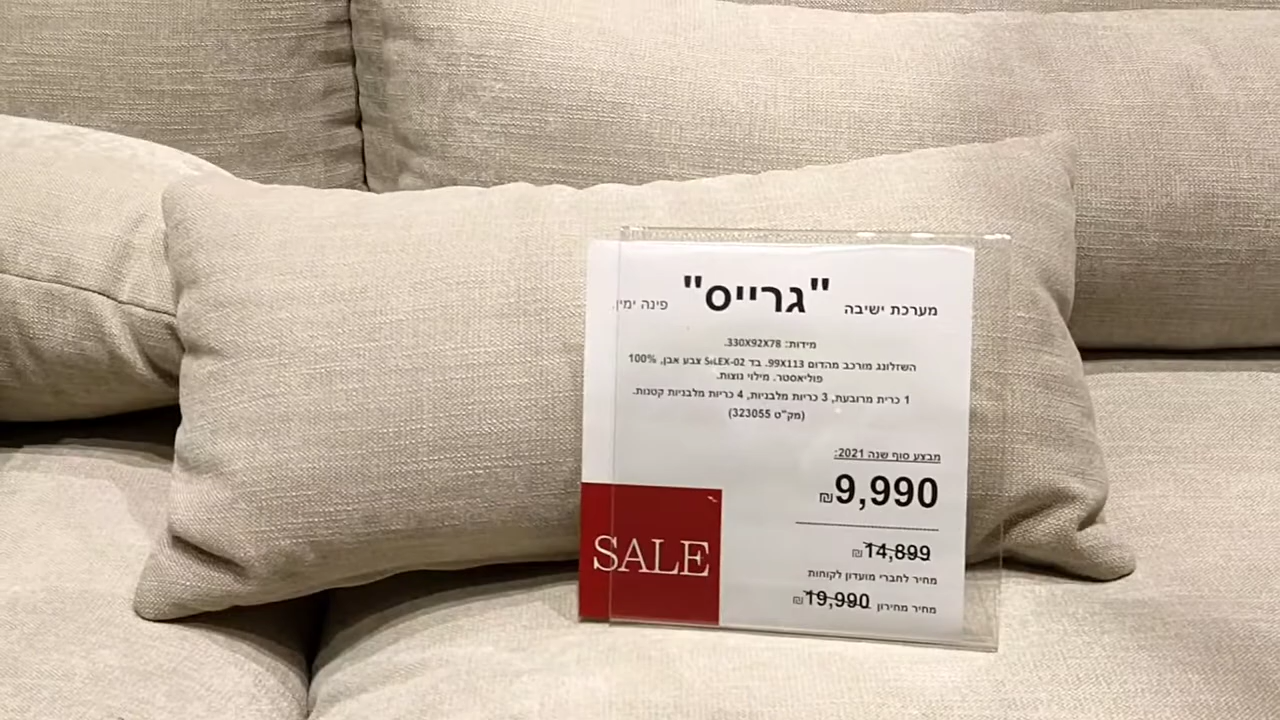 מערכת ישיבה "גרייס" פינה ימין.
מידות: 330X92X78.
השזלונג מורכב מהדום 99X113. בד SILEX-02 צבע אבן, 100%
פוליאסטר. מילוי נוצות.
1 כרית מרובעת, 3 כריות מלבניות, 4 כריות מלבניות קטנות.
(מק"ט 323055)
מבצע סוף שנה 2021:
9,990 ₪
14,899 ₪
מחיר לחברי מועדון לקוחות
מחיר מחירון 19,990 ₪
SALE